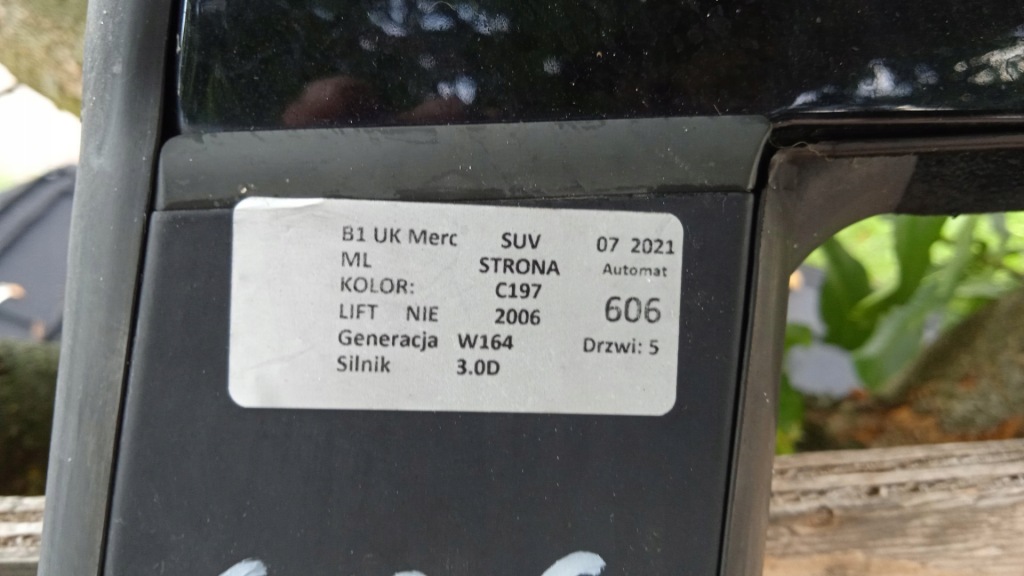 B1 UK Merc SUV 07 2021
ML STRONA Automat
KOLOR: C197
LIFT NIE 2006 606
Generacja W164 Drzwi: 5
Silnik 3.0D